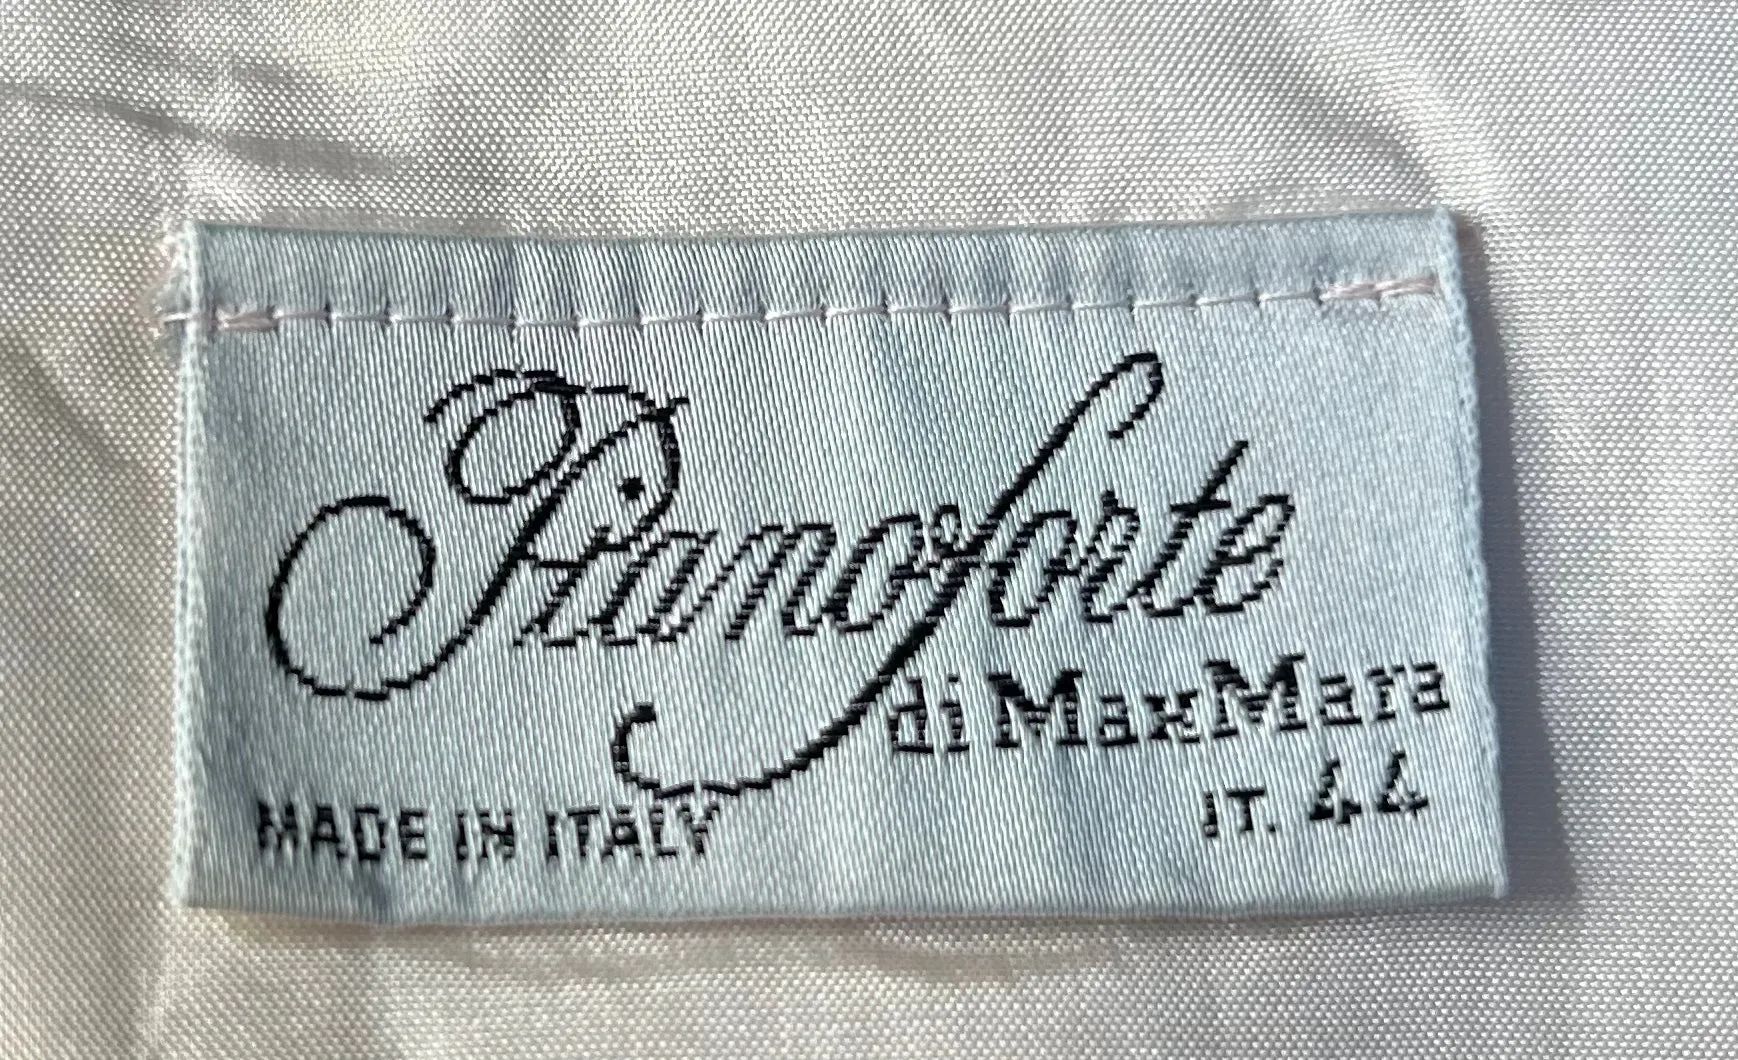 Pianoforte
di MaxMara
MADE IN ITALY IT. 44